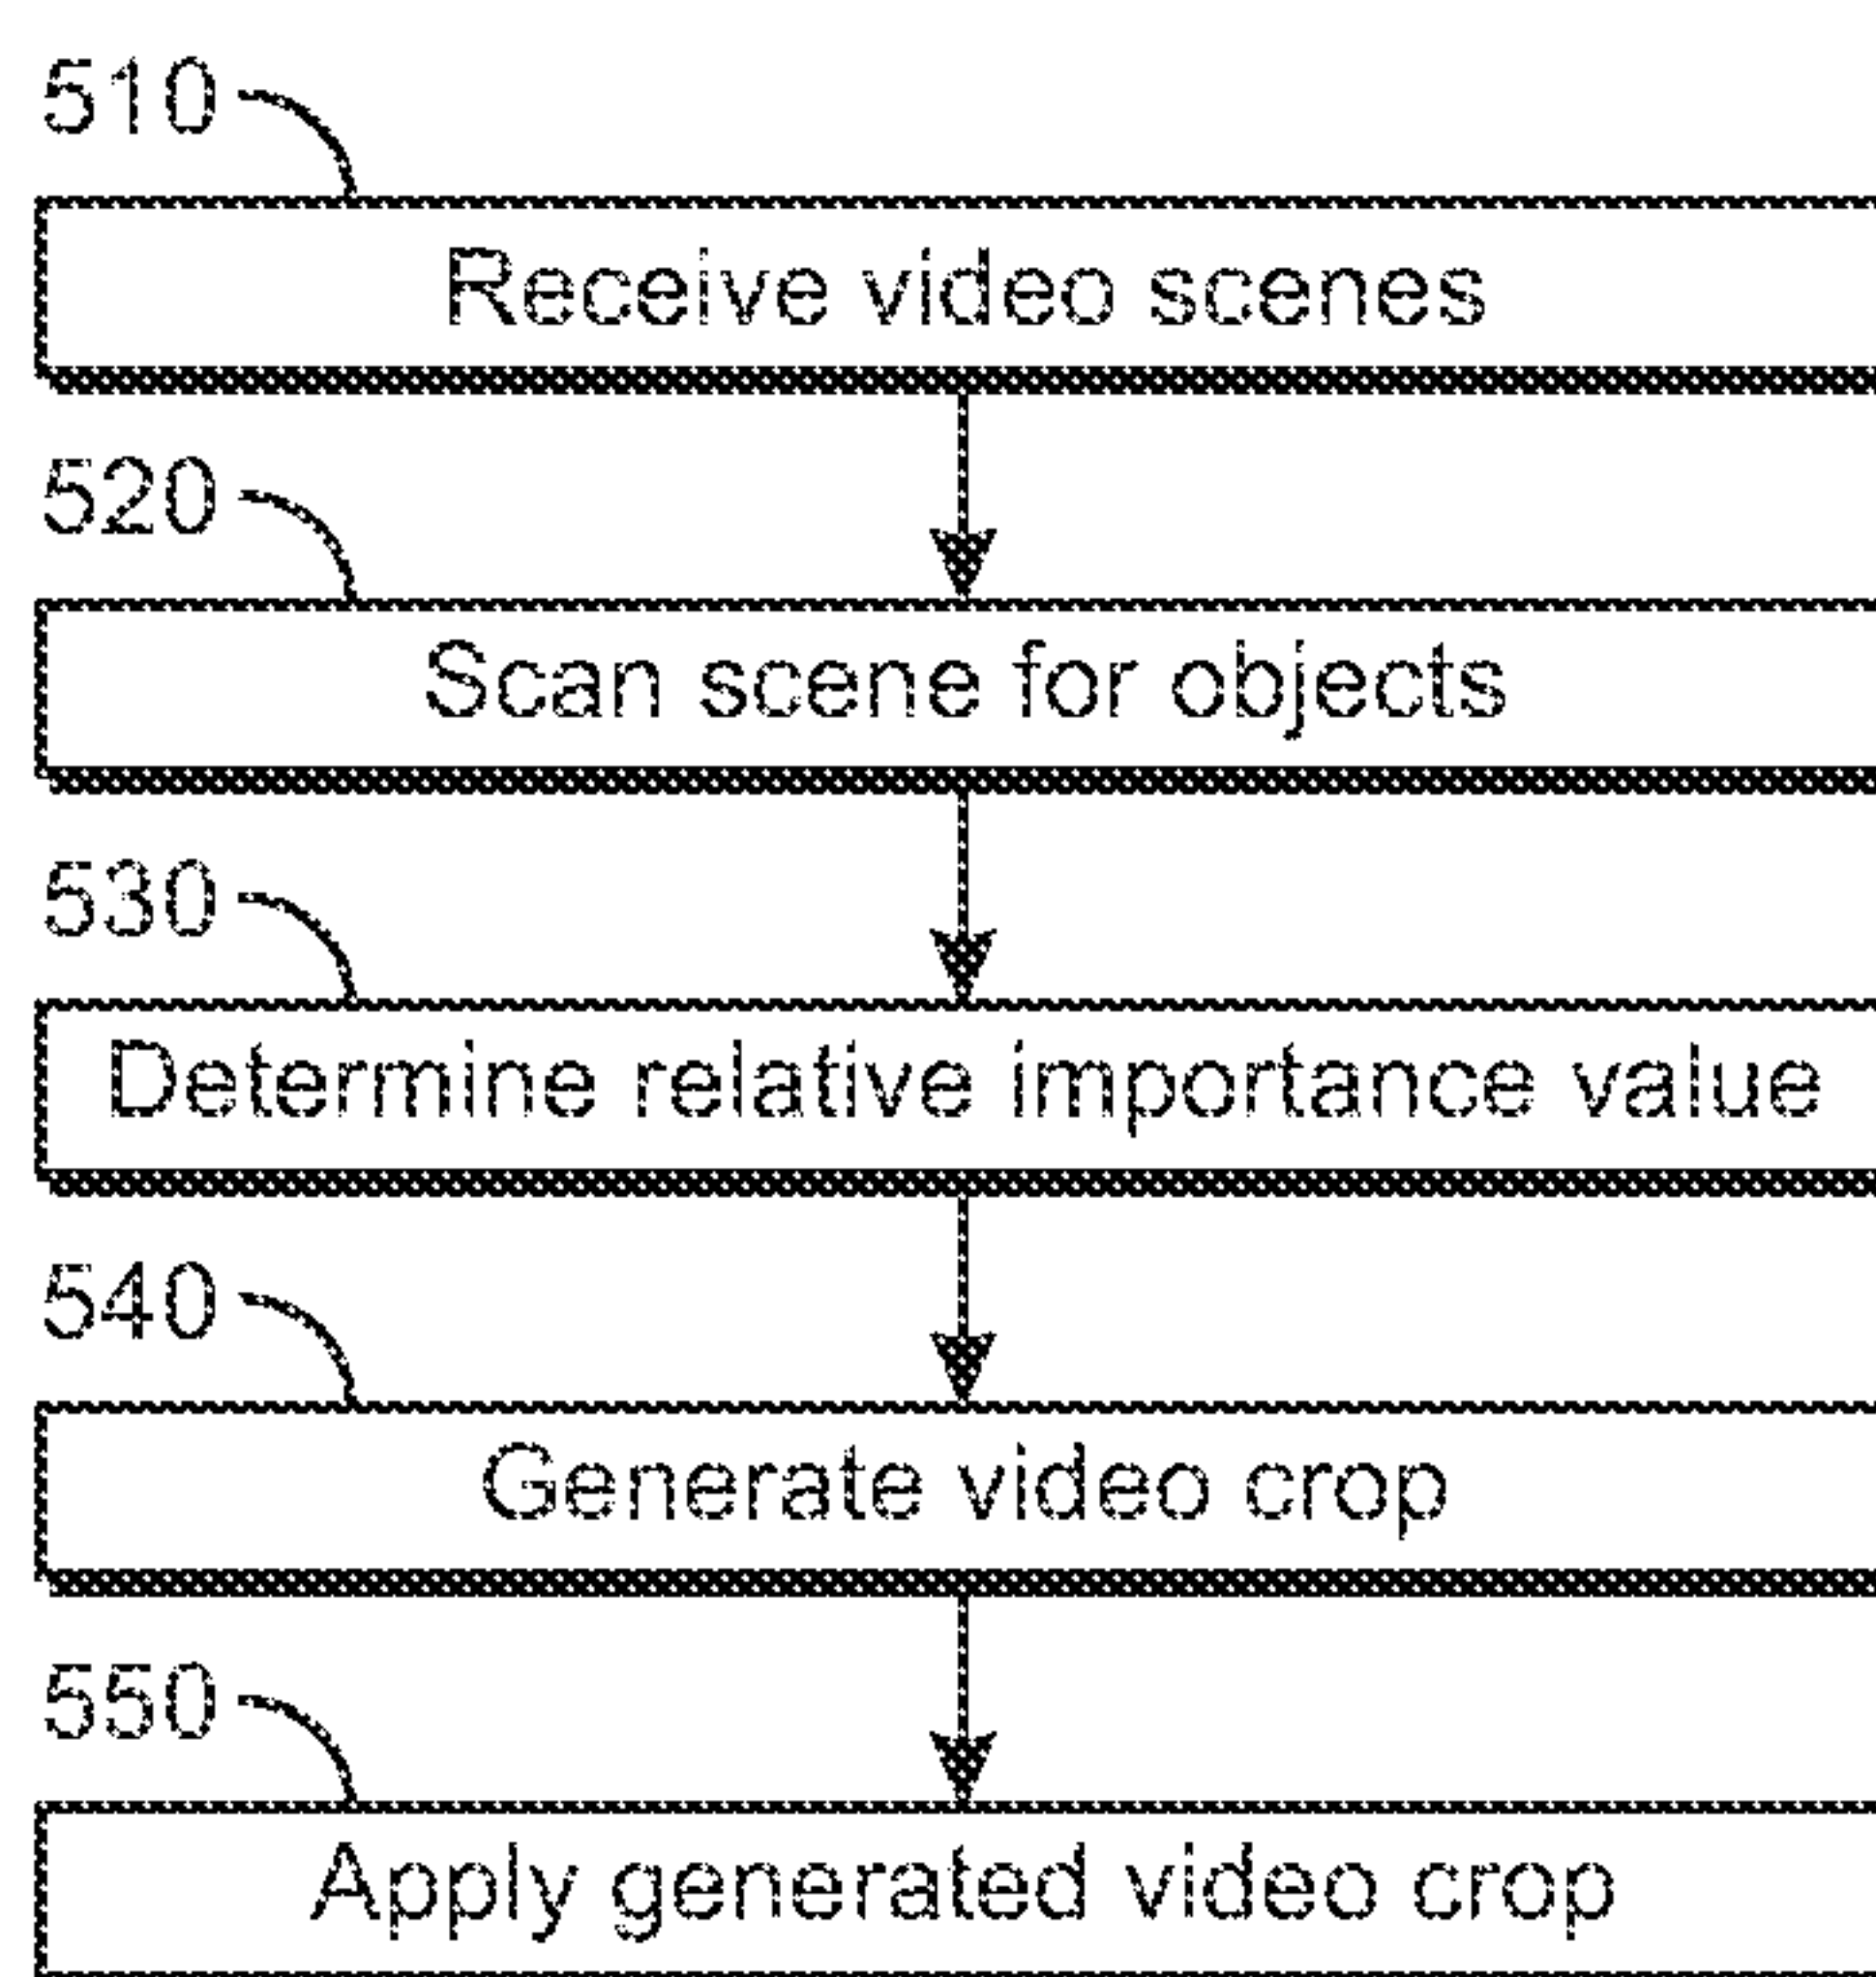 510
Receive video scenes
520
Scan scene for objects
530
Determine relative importance value
540
Generate video crop
550
Apply generated video crop